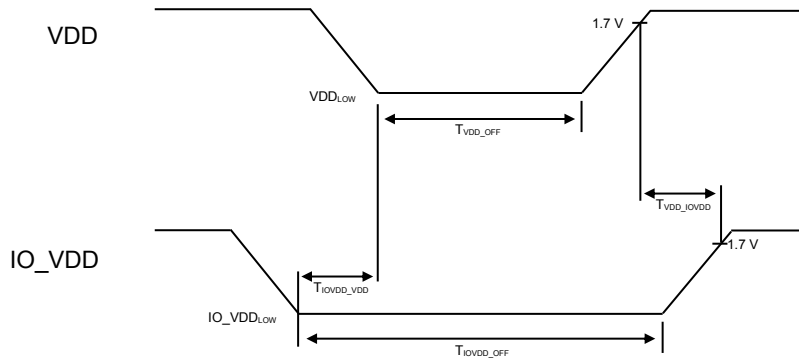 1.7 V
VDD
VDDLOW
TVDD_OFF
TVDD_IOVDD
1.7 V
IO_VDD
TIOVDD_VDD
IO_VDDLOW
TIOVDD_OFF